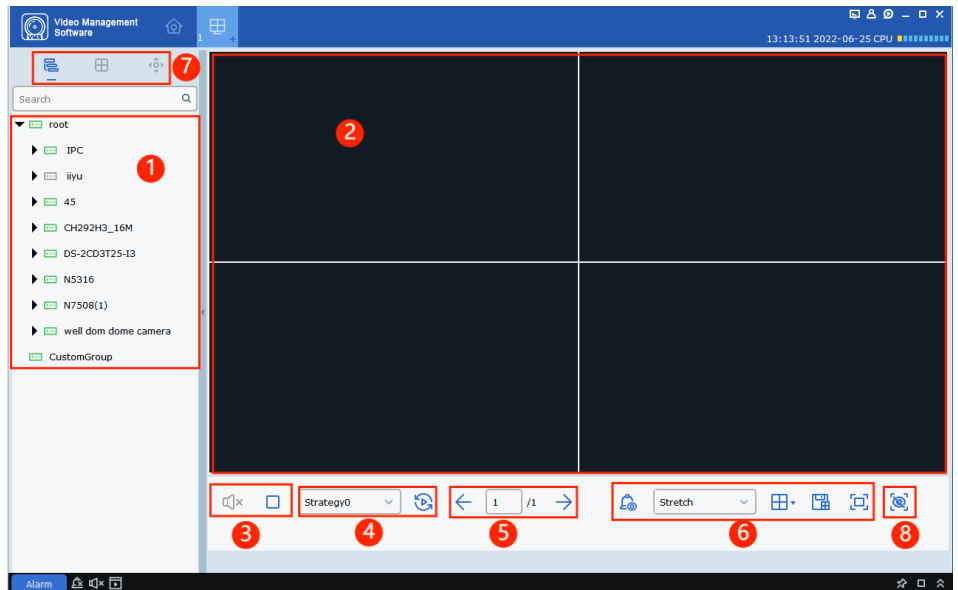 Video Management
Software
VMS
1
13:13:51 2022-06-25 CPU
7
Search
root
IPC
iiyu
45
CH292H3_16M
DS-2CD3T25-I3
N5316
N7508(1)
well dom dome camera
CustomGroup
1
2
Strategy0
1 /1
Stretch
3
4
5
6
8
Alarm